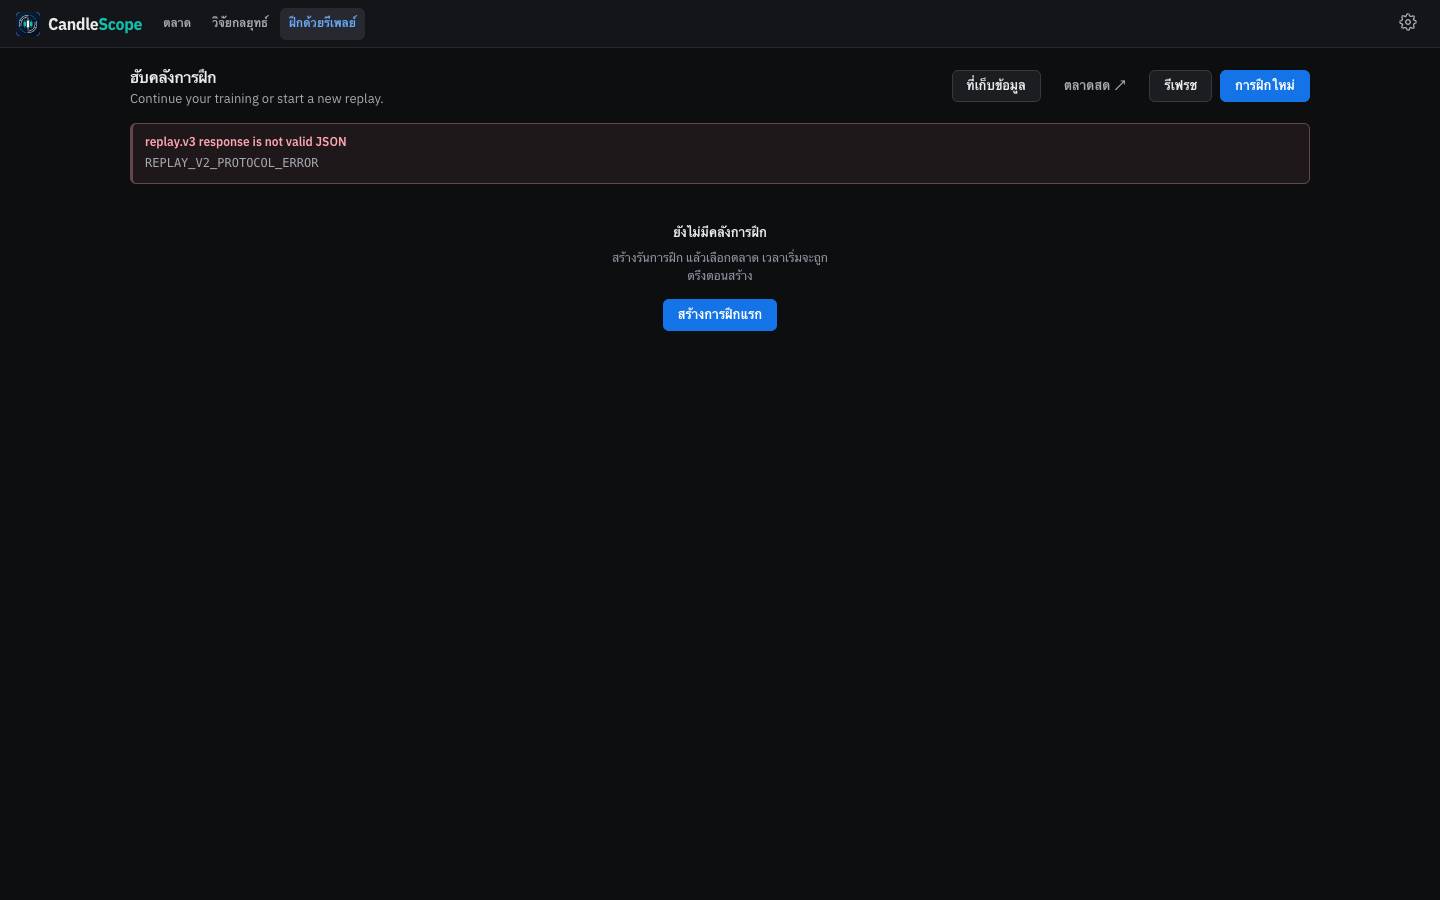 CandleScope
ตลาด
วิจัยกลยุทธ์
ฝึกด้วยรีเพลย์
ฮับคลังการฝึก
Continue your training or start a new replay.
ที่เก็บข้อมูล
ตลาดสด ↗
รีเฟรช
การฝึกใหม่
replay.v3 response is not valid JSON
REPLAY_V2_PROTOCOL_ERROR
ยังไม่มีคลังการฝึก
สร้างรันการฝึก แล้วเลือกตลาด เวลาเริ่มจะถูก
ตรึงตอนสร้าง
สร้างการฝึกแรก